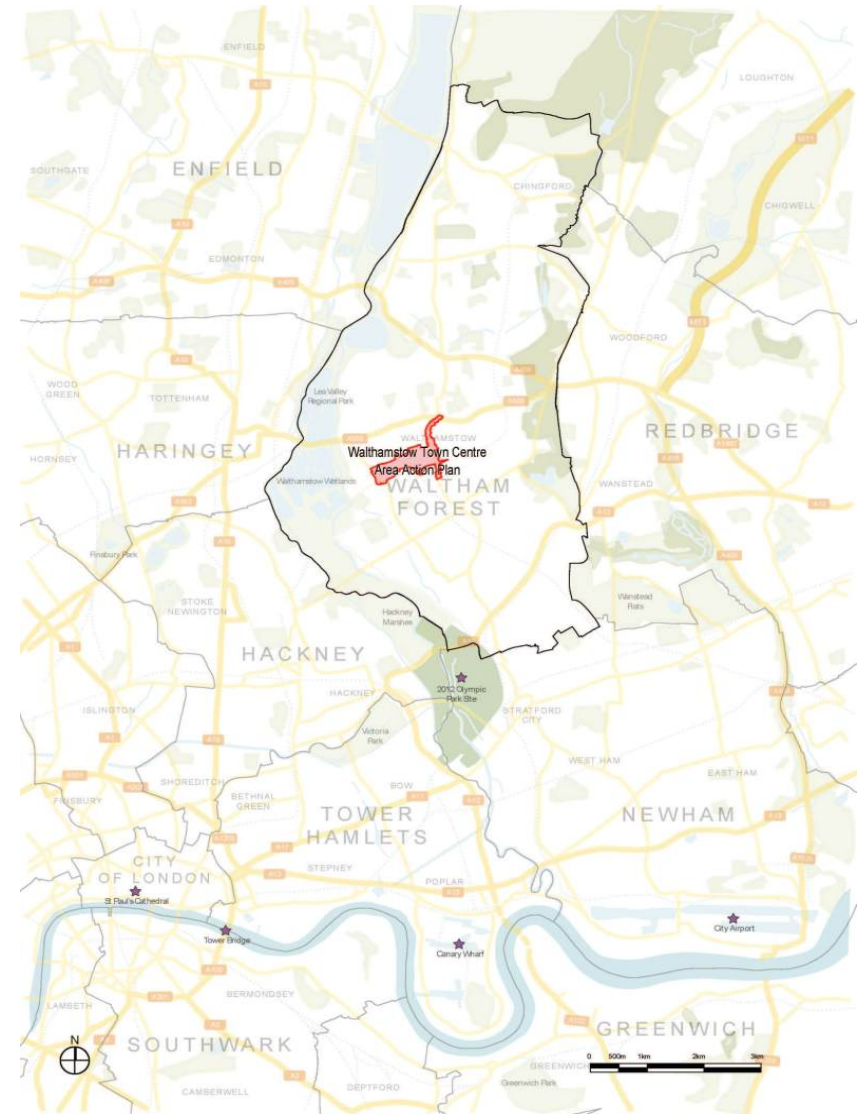 ENFIELD
LOUGHTON
SOUTHGATE
ENFIELD
CHINGFORD
CHIGWELL
EDMONTON
WOODFORD
WOOD
GREEN
TOTTENHAM
Lea Valley
Regional Park
HARINGEY
WALTHAMSTOW
REDBRIDGE
HORNSEY
Walthamstow Town Centre
Area Action Plan
Walthamstow Wetlands
WALTHAM
FOREST
WANSTEAD
Finsbury Park
STOKE
NEWINGTON
Hackney
Marshes
Wanstead
Flats
HACKNEY
HACKNEY
2012 Olympic
Park Site
STRATFORD
CITY
ISLINGTON
Victoria
Park
WEST HAM
SHOREDITCH
BOW
EAST HAM
FINSBURY
BETHNAL
GREEN
TOWER
HAMLETS
NEWHAM
CITY
OF LONDON
STEPNEY
POPLAR
St Paul's Cathedral
Tower Bridge
Canary Wharf
City Airport
BERMONDSEY
LAMBETH
N
SOUTHWARK
GREENWICH
GREENWICH
Greenwich Park
CAMBERWELL
DEPTFORD
0 500m 1km 2km 3km